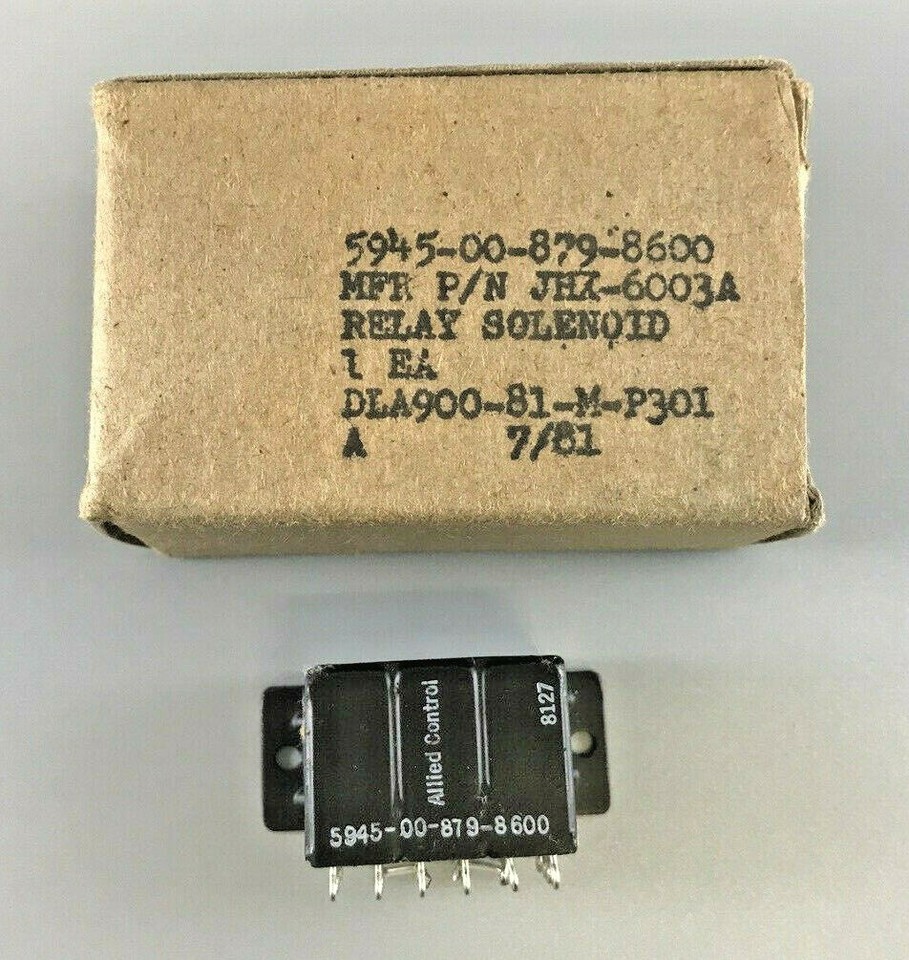 5945-00-879-8600
MFR P/N JHX-6003A
RELAY SOLENOID
1 EA
DLA900-81-M-P301
A 7/81
Allied Control
8127
5945-00-879-8600